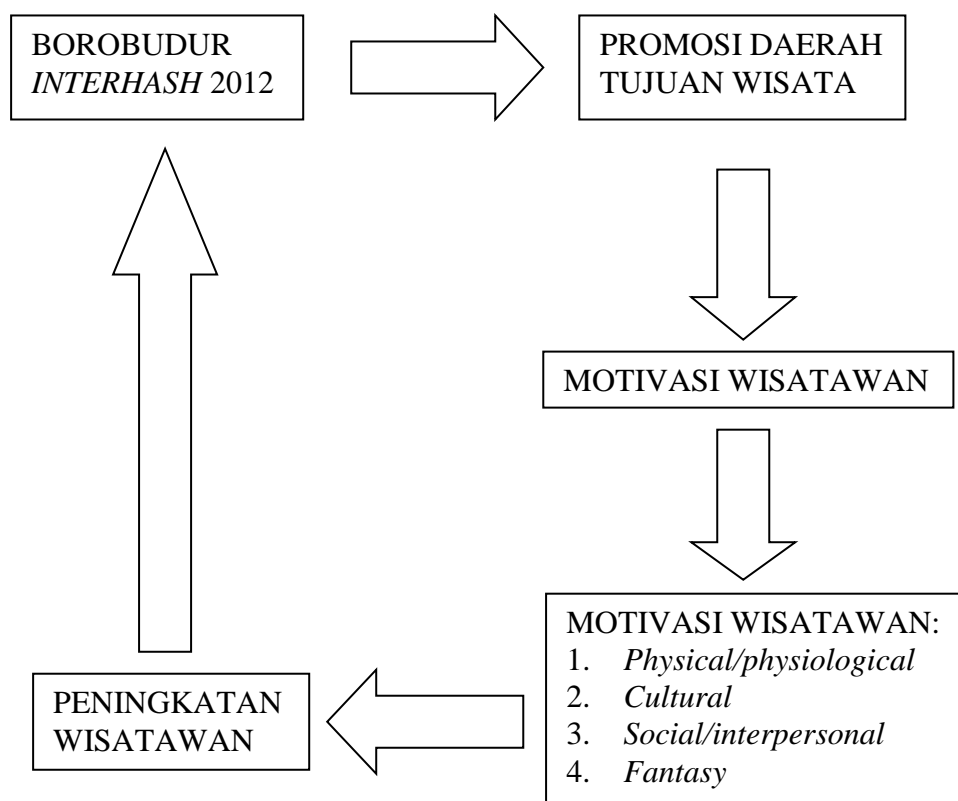 BOROBUDUR
INTERHASH 2012
PROMOSI DAERAH
TUJUAN WISATA
MOTIVASI WISATAWAN
MOTIVASI WISATAWAN:
1. Physical/physiological
2. Cultural
3. Social/interpersonal
4. Fantasy
PENINGKATAN
WISATAWAN